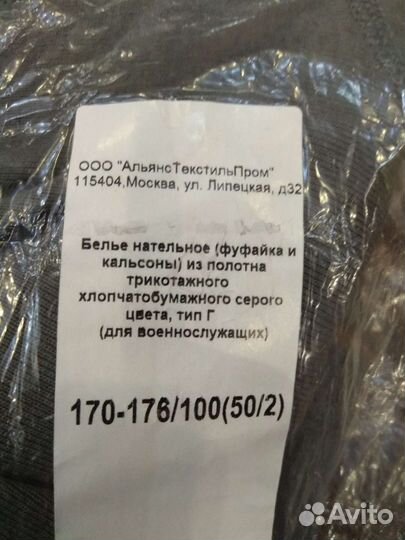 ООО "АльянсТекстильПром"
115404,Москва, ул. Липецкая, д32
Белье нательное (фуфайка и
кальсоны) из полотна
трикотажного
хлопчатобумажного серого
цвета, тип Г
(для военнослужащих)
170-176/100(50/2)
Avito